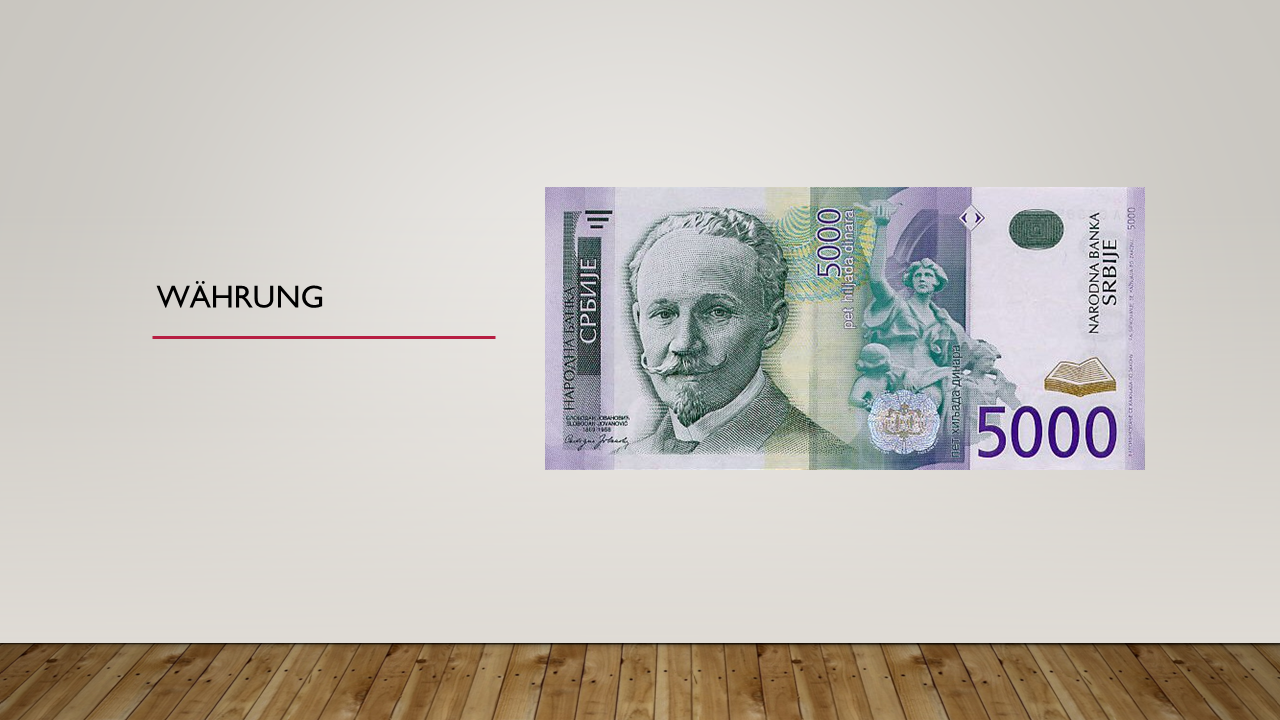 WÄHRUNG
НАРОДНА БАНКА
СРБИЈЕ
СЛОБОДАН ЈОВАНОВИЋ
SLOBODAN JOVANOVIĆ
1869-1958
5000
pet hiljada dinara
пет хиљада динара
NARODNA BANKA
SRBIJE
5000
5000